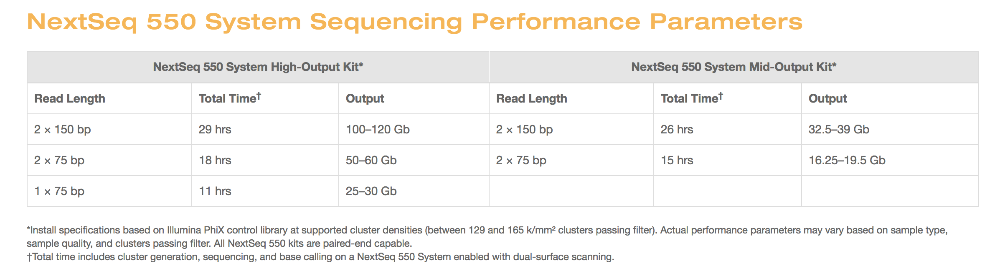 NextSeq 550 System Sequencing Performance Parameters
NextSeq 550 System High-Output Kit* NextSeq 550 System Mid-Output Kit*
Read Length Total Time† Output Read Length Total Time† Output
2 × 150 bp 29 hrs 100–120 Gb 2 × 150 bp 26 hrs 32.5–39 Gb
2 × 75 bp 18 hrs 50–60 Gb 2 × 75 bp 15 hrs 16.25–19.5 Gb
1 × 75 bp 11 hrs 25–30 Gb
*Install specifications based on Illumina PhiX control library at supported cluster densities (between 129 and 165 k/mm² clusters passing filter). Actual performance parameters may vary based on sample type,
sample quality, and clusters passing filter. All NextSeq 550 kits are paired-end capable.
†Total time includes cluster generation, sequencing, and base calling on a NextSeq 550 System enabled with dual-surface scanning.